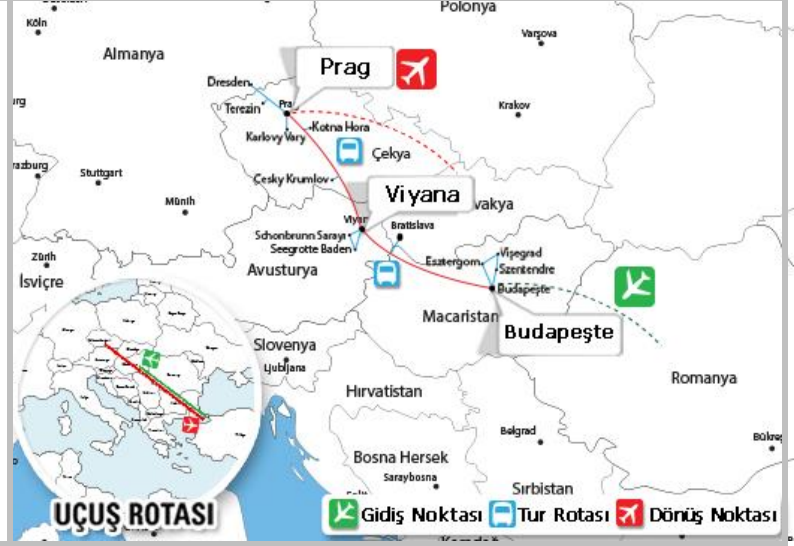 Köln
Polonya
Varşova
Almanya
Prag
Dresden
Terezin
Pra
Krakov
Kotna Hora
Karlovy Vary
Çekya
razburg
Stuttgart
Çesky Krumlov
Viyana
vakya
Münih
Viyan
Bratislava
Schonbrunn Sarayı
Seegrotte Baden
Zürih
Avusturya
Esztergom
Vişegrad
Szentendre
İsviçre
Budapeşte
Macaristan
Budapeşte
Slovenya
Ljubljana
Romanya
Hırvatistan
Belgrad
Bükreş
Bosna Hersek
Saraybosna
Sırbistan
UÇUŞ ROTASI
Gidiş Noktası
Tur Rotası
Dönüş Noktası